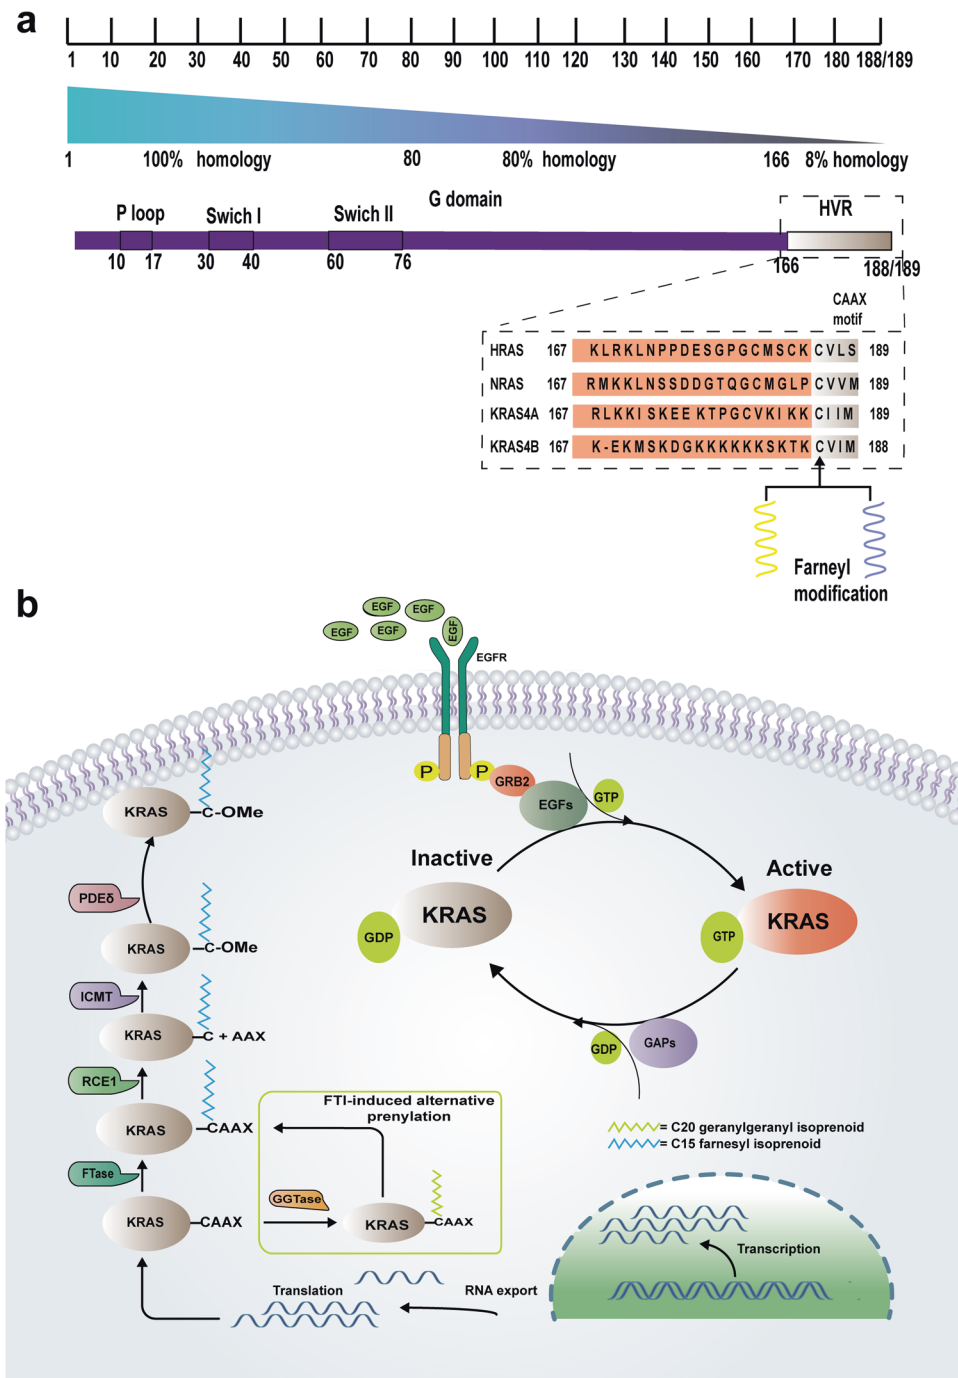 a
1 10 20 30 40 50 60 70 80 90 100 110 120 130 140 150 160 170 180 188/189
1 100% homology 80 80% homology 166 8% homology
G domain
P loop Swich I Swich II HVR
10 17 30 40 60 76 166 188/189
CAAX
motif
HRAS 167 KLRKLNPPDESGPGCMSCK CVLS 189
NRAS 167 RMKKLNSSDDGTQGCMGLP CVVM 189
KRAS4A 167 RLKKISKEEKTPGCVKIKK CIIM 189
KRAS4B 167 K-EKMSKDGKKKKKKSKTK CVIM 188
Farneyl
modification
b
EGF EGF
EGF EGF EGF
EGFR
P P GRB2
EGFs GTP
KRAS C-OMe
Inactive Active
PDEδ
KRAS KRAS
GDP GTP
KRAS C-OMe
ICMT
KRAS C + AAX
GDP GAPs
RCE1
FTI-induced alternative
prenylation
KRAS CAAX
= C20 geranylgeranyl isoprenoid
= C15 farnesyl isoprenoid
FTase
GGTase
KRAS CAAX KRAS CAAX
Transcription
Translation RNA export